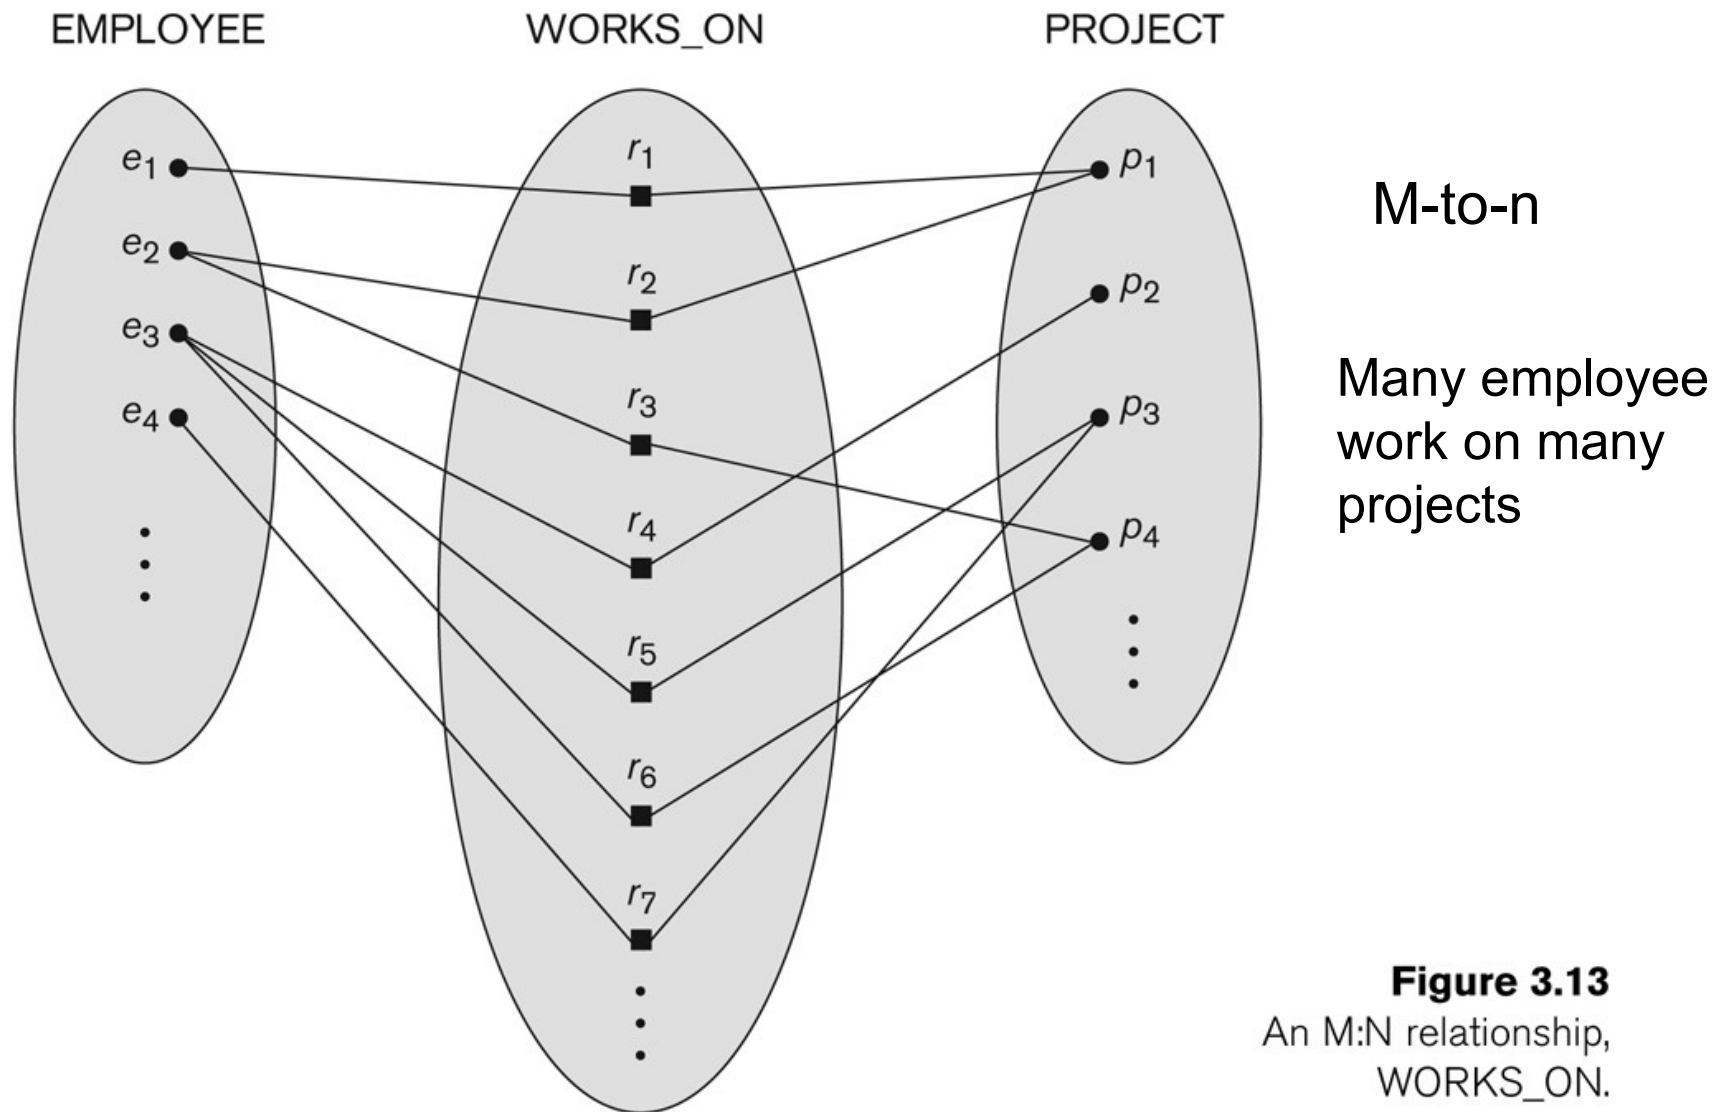 EMPLOYEE WORKS_ON PROJECT
e1 r1 p1
M-to-n
e2 r2 p2
e3 r3 p3
Many employee
work on many
projects
e4 r4 p4
r5
r6
r7
Figure 3.13
An M:N relationship,
WORKS_ON.